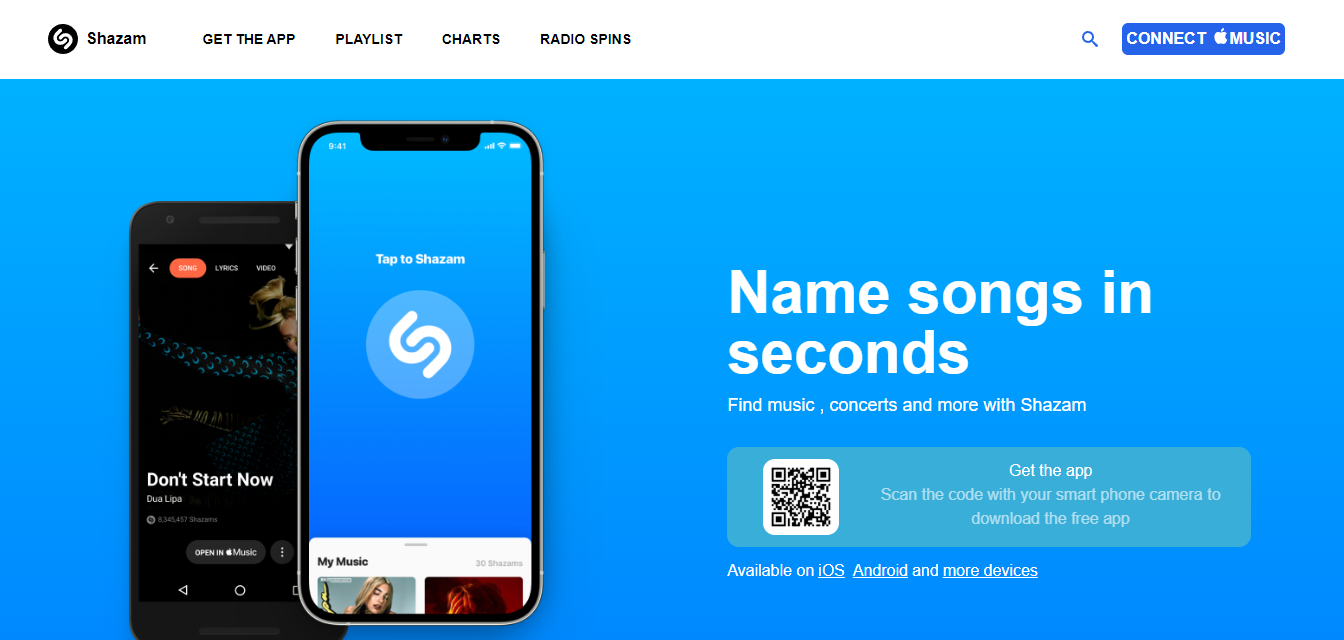 Shazam
GET THE APP
PLAYLIST
CHARTS
RADIO SPINS
CONNECT MUSIC
9:41
Tap to Shazam
My Music
30 Shazams
SONG
LYRICS
VIDEO
Don't Start Now
Dua Lipa
8,345,457 Shazams
OPEN IN Music
Name songs in
seconds
Find music , concerts and more with Shazam
Get the app
Scan the code with your smart phone camera to
download the free app
Available on iOS Android and more devices